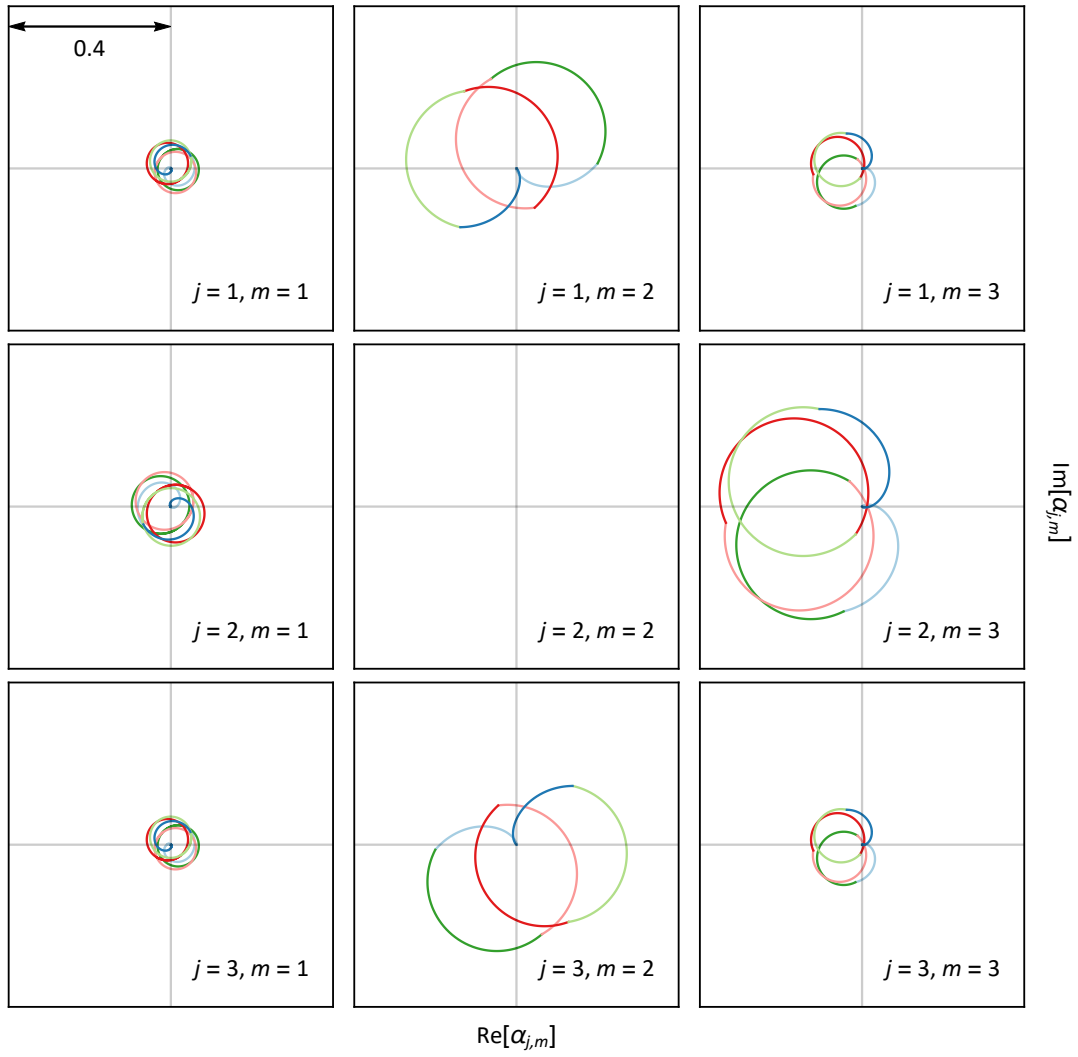 0.4
j = 1, m = 1
j = 1, m = 2
j = 1, m = 3
j = 2, m = 1
j = 2, m = 2
j = 2, m = 3
Im[αj,m]
j = 3, m = 1
j = 3, m = 2
j = 3, m = 3
Re[αj,m]